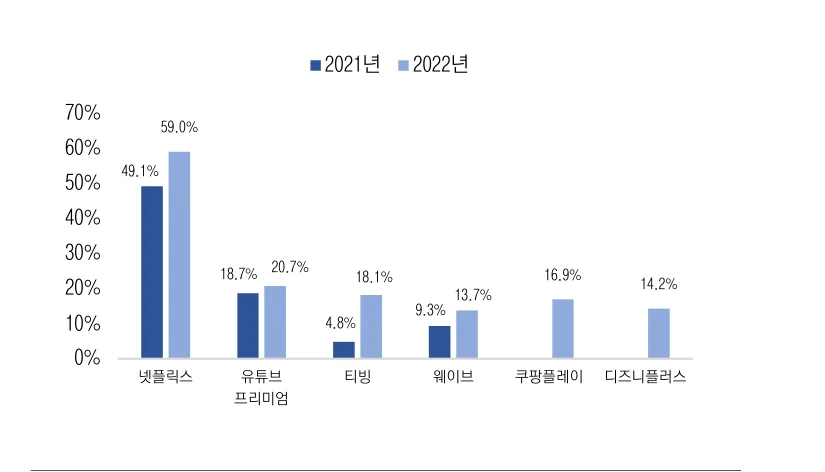 2021년 2022년
70%
60%
50%
40%
30%
20%
10%
0%
49.1% 59.0%
18.7% 20.7%
4.8% 18.1%
9.3% 13.7%
16.9%
14.2%
넷플릭스
유튜브
프리미엄
티빙
웨이브
쿠팡플레이
디즈니플러스